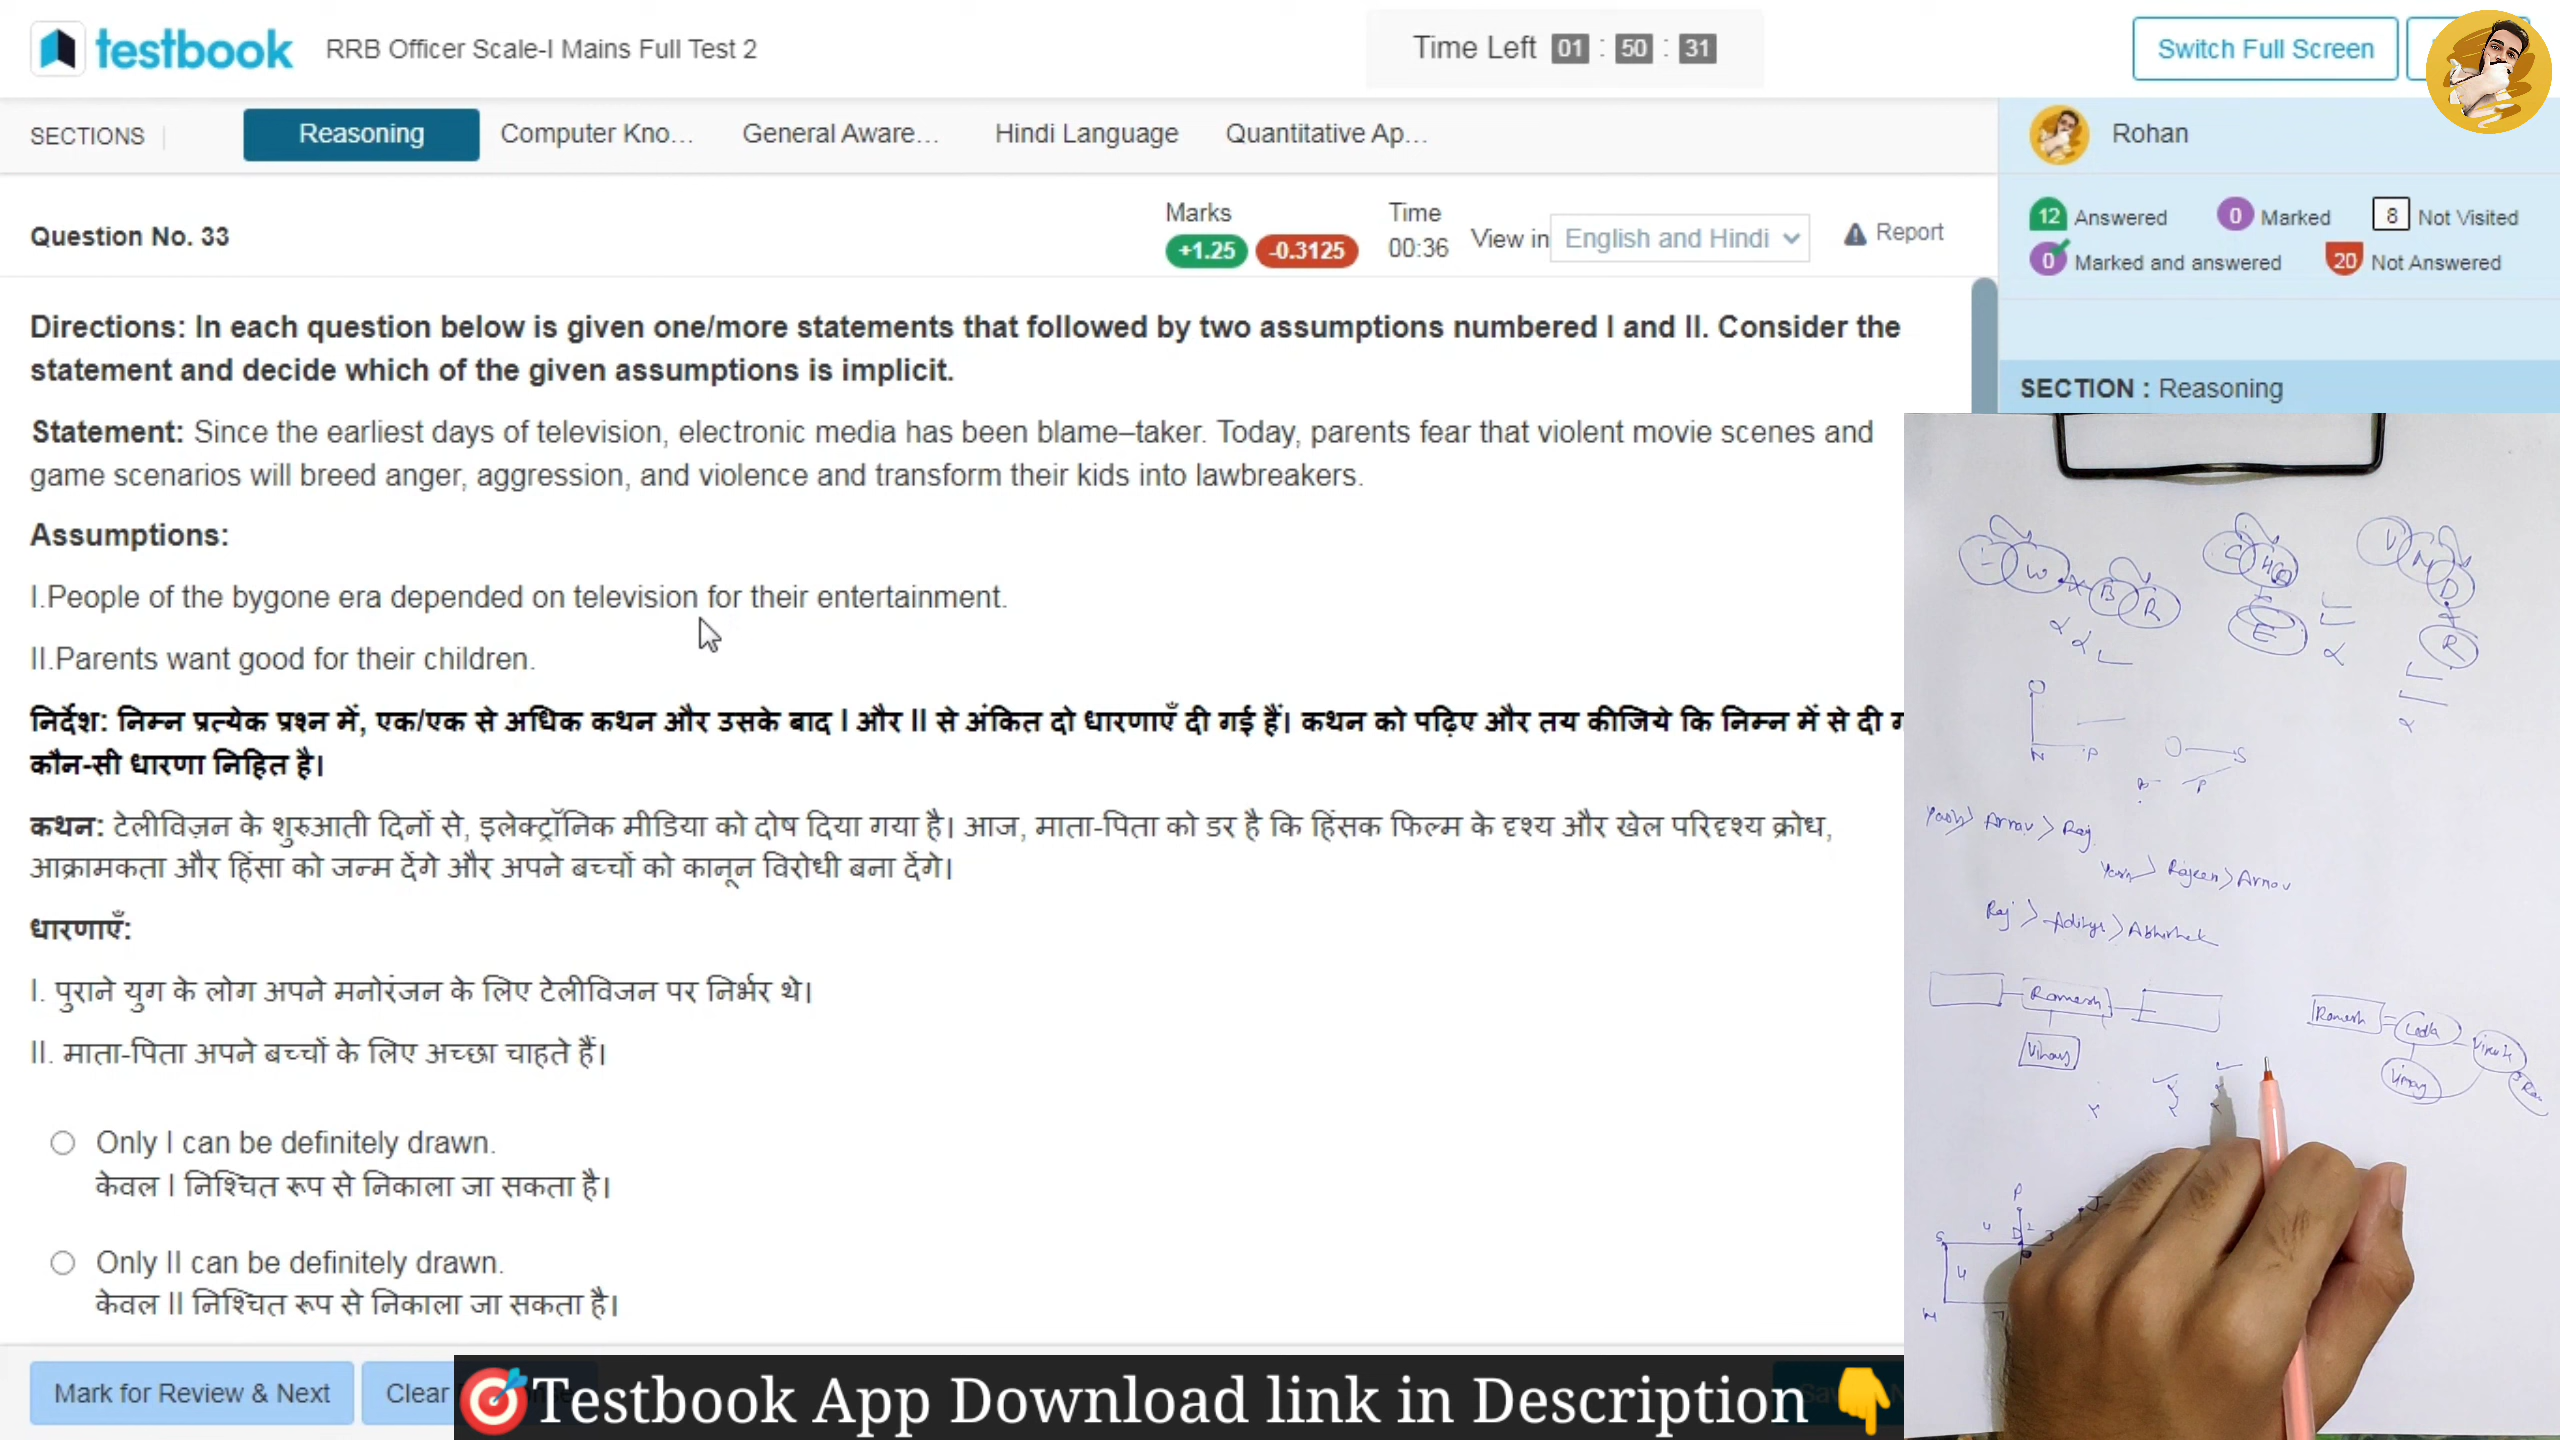 testbook
RRB Officer Scale-I Mains Full Test 2
Time Left 01 : 50 : 31
Switch Full Screen
SECTIONS
Reasoning
Computer Kno...
General Aware...
Hindi Language
Quantitative Ap...
Rohan
12 Answered
0 Marked
8 Not Visited
0 Marked and answered
20 Not Answered
SECTION : Reasoning
Question No. 33
Marks
+1.25 -0.3125
Time
00:36
View in English and Hindi
Report
Directions: In each question below is given one/more statements that followed by two assumptions numbered I and II. Consider the
statement and decide which of the given assumptions is implicit.
Statement: Since the earliest days of television, electronic media has been blame–taker. Today, parents fear that violent movie scenes and
game scenarios will breed anger, aggression, and violence and transform their kids into lawbreakers.
Assumptions:
I.People of the bygone era depended on television for their entertainment.
II.Parents want good for their children.
निर्देश: निम्न प्रत्येक प्रश्न में, एक/एक से अधिक कथन और उसके बाद I और II से अंकित दो धारणाएँ दी गई हैं। कथन को पढ़िए और तय कीजिये कि निम्न में से दी
कौन-सी धारणा निहित है।
कथन: टेलीविज़न के शुरुआती दिनों से, इलेक्ट्रॉनिक मीडिया को दोष दिया गया है। आज, माता-पिता को डर है कि हिंसक फिल्म के दृश्य और खेल परिदृश्य क्रोध,
आक्रामकता और हिंसा को जन्म देंगे और अपने बच्चों को कानून विरोधी बना देंगे।
धारणाएँ:
I. पुराने युग के लोग अपने मनोरंजन के लिए टेलीविजन पर निर्भर थे।
II. माता-पिता अपने बच्चों के लिए अच्छा चाहते हैं।
Only I can be definitely drawn.
केवल I निश्चित रूप से निकाला जा सकता है।
Only II can be definitely drawn.
केवल II निश्चित रूप से निकाला जा सकता है।
Mark for Review & Next
Clear
Testbook App Download link in Description
Yash > Arnav > Raj
> Arnav
Raj > Aditya > Abhishek
Ramesh
Ramesh